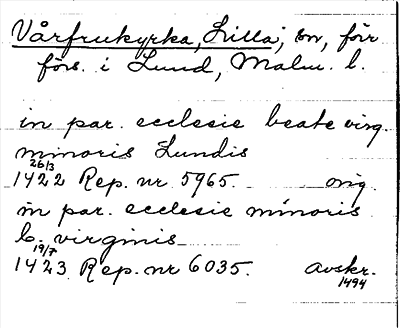 Vårfrukyrka, Lilla, sn, förr
förs. i Lund, Malm. l.
in par. ecclesie beate virg.
minoris Lundis
1422 26/3 Rep. nr 5965. orig.
in par. ecclesie minoris
b. virginis
1423 19/7 Rep. nr 6035. avskr.
1494